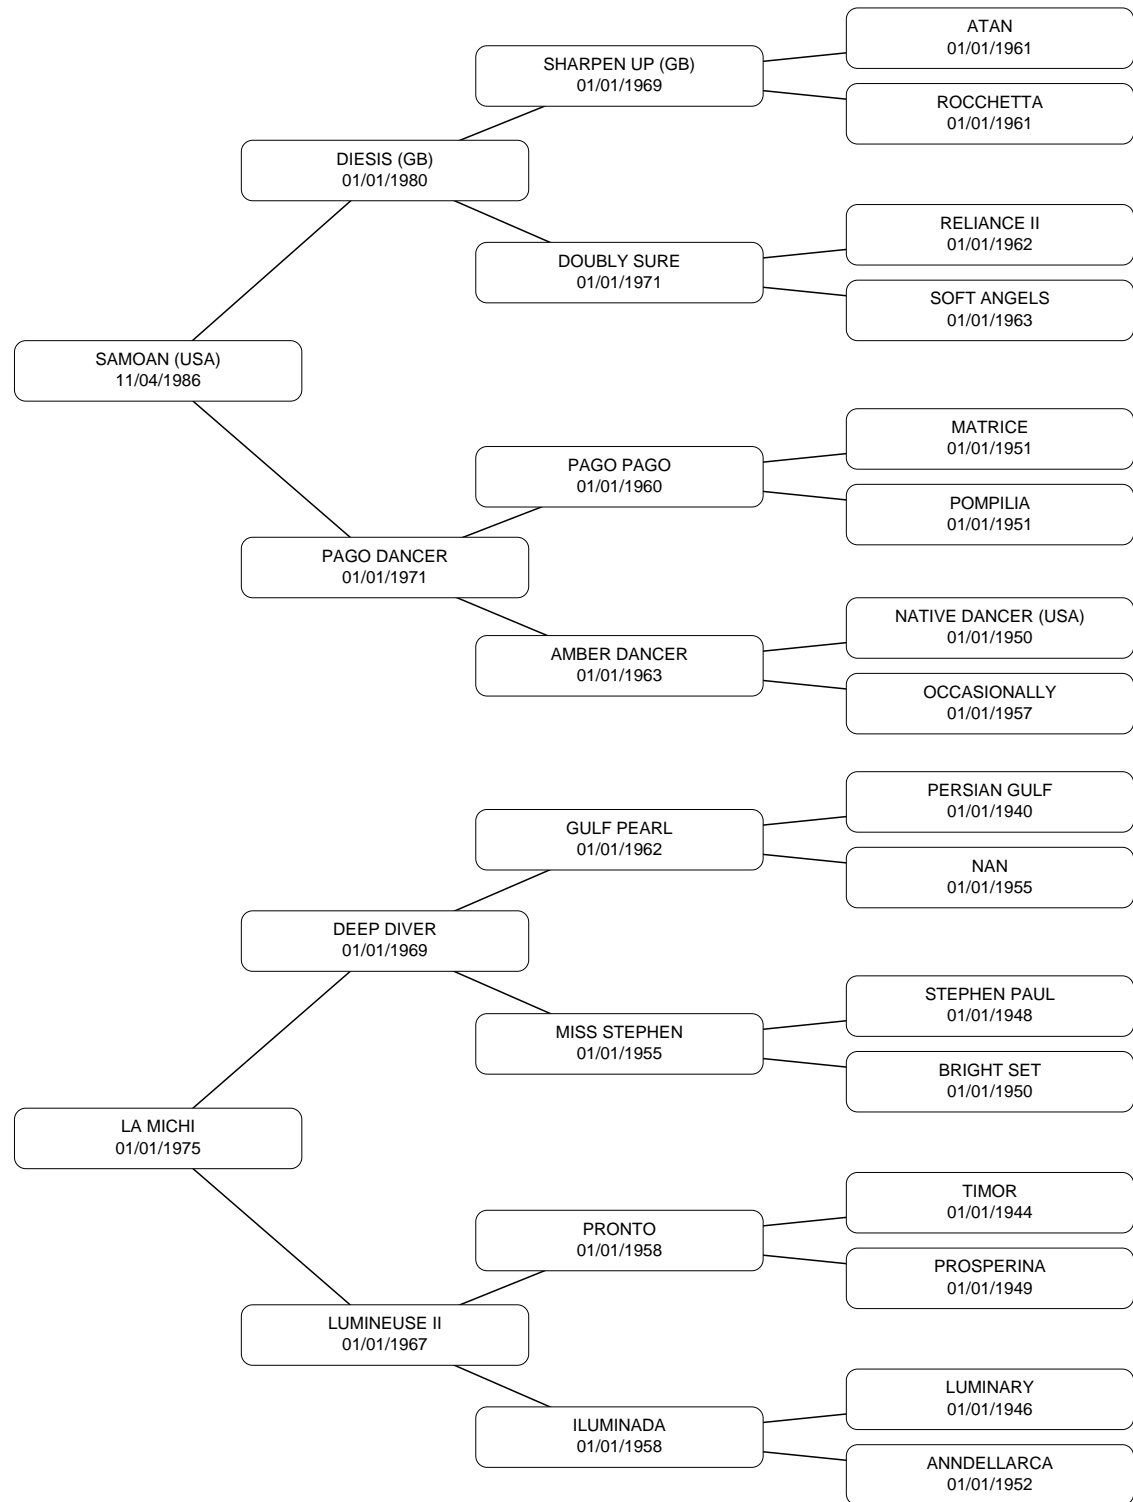 ATAN
01/01/1961
SHARPEN UP (GB)
01/01/1969
ROCCHETTA
01/01/1961
DIESIS (GB)
01/01/1980
RELIANCE II
01/01/1962
DOUBLY SURE
01/01/1971
SOFT ANGELS
01/01/1963
SAMOAN (USA)
11/04/1986
MATRICE
01/01/1951
PAGO PAGO
01/01/1960
POMPILIA
01/01/1951
PAGO DANCER
01/01/1971
NATIVE DANCER (USA)
01/01/1950
AMBER DANCER
01/01/1963
OCCASIONALLY
01/01/1957
PERSIAN GULF
01/01/1940
GULF PEARL
01/01/1962
NAN
01/01/1955
DEEP DIVER
01/01/1969
STEPHEN PAUL
01/01/1948
MISS STEPHEN
01/01/1955
BRIGHT SET
01/01/1950
LA MICHI
01/01/1975
TIMOR
01/01/1944
PRONTO
01/01/1958
PROSPERINA
01/01/1949
LUMINEUSE II
01/01/1967
LUMINARY
01/01/1946
ILUMINADA
01/01/1958
ANNDELLARCA
01/01/1952